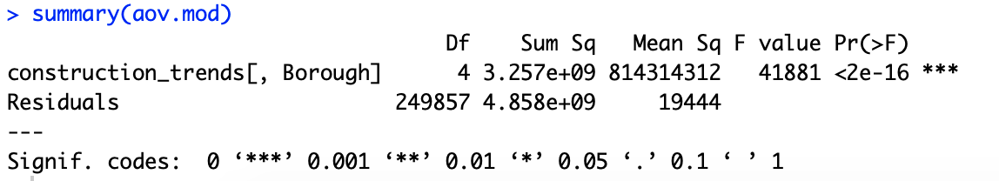 > summary(aov.mod)
                               Df    Sum Sq   Mean Sq F value Pr(>F)
construction_trends[, Borough]      4 3.257e+09 814314312   41881 <2e-16 ***
Residuals                      249857 4.858e+09     19444
---
Signif. codes:  0 ‘***’ 0.001 ‘**’ 0.01 ‘*’ 0.05 ‘.’ 0.1 ‘ ’ 1